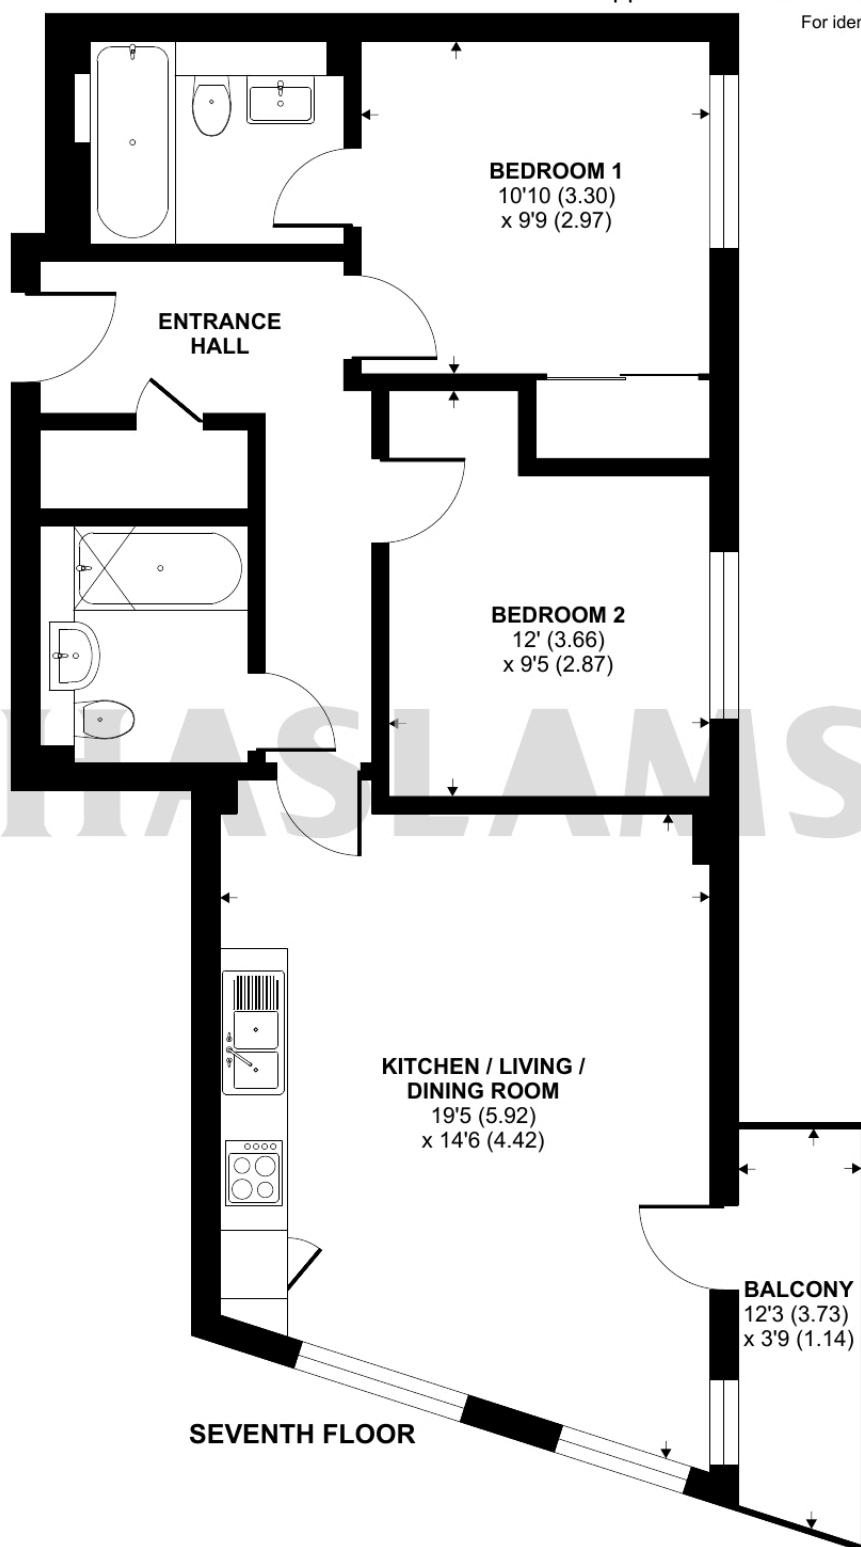 For iden
BEDROOM 1
10'10 (3.30)
x 9'9 (2.97)
ENTRANCE
HALL
BEDROOM 2
12' (3.66)
x 9'5 (2.87)
HASLAMS
KITCHEN / LIVING /
DINING ROOM
19'5 (5.92)
x 14'6 (4.42)
BALCONY
12'3 (3.73)
x 3'9 (1.14)
SEVENTH FLOOR